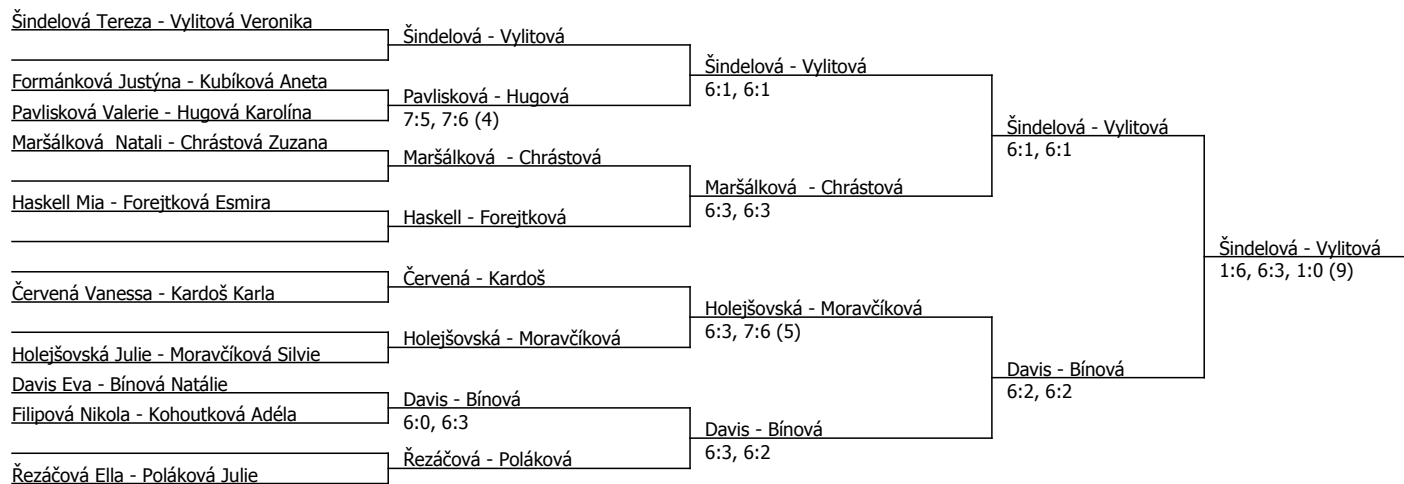 Šindelová Tereza - Vylitová Veronika
Formánková Justýna - Kubíková Aneta
Pavlisková Valerie - Hugová Karolína
Maršálková  Natali - Chrástová Zuzana
Haskell Mia - Forejtková Esmira
Červená Vanessa - Kardoš Karla
Holejšovská Julie - Moravčíková Silvie
Davis Eva - Bínová Natálie
Filipová Nikola - Kohoutková Adéla
Řezáčová Ella - Poláková Julie
Šindelová - Vylitová
Pavlisková - Hugová
7:5, 7:6 (4)
Maršálková  - Chrástová
Haskell - Forejtková
Červená - Kardoš
Holejšovská - Moravčíková
Davis - Bínová
6:0, 6:3
Řezáčová - Poláková
Šindelová - Vylitová
6:1, 6:1
Maršálková  - Chrástová
6:3, 6:3
Holejšovská - Moravčíková
6:3, 7:6 (5)
Davis - Bínová
6:3, 6:2
Šindelová - Vylitová
6:1, 6:1
Davis - Bínová
6:2, 6:2
Šindelová - Vylitová
1:6, 6:3, 1:0 (9)